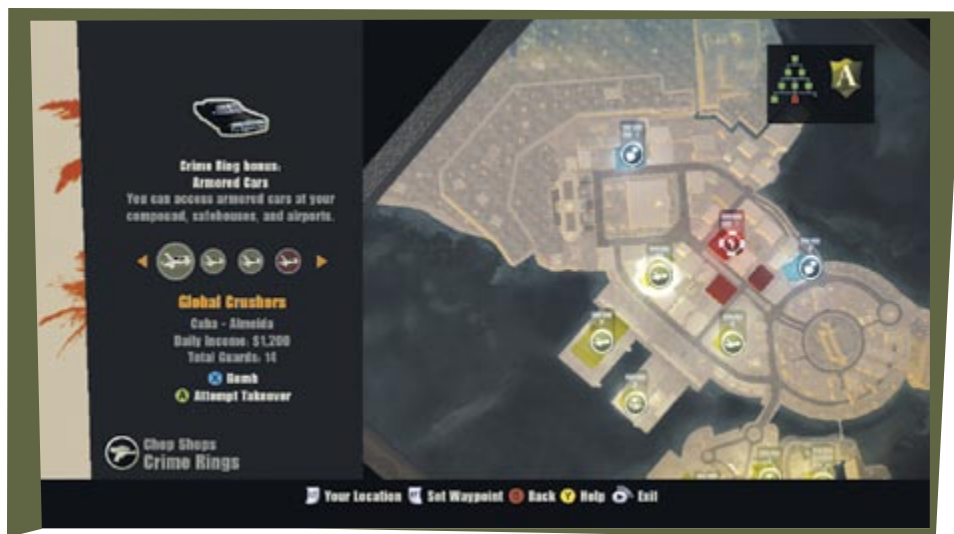 Crime Ring bonus:
Armored Cars
You can access armored cars at your
compound, safehouses, and airports.
Global Crushers
Cuba - Almeida
Daily Income: $1,200
Total Guards: 14
X Bomb
A Attempt Takeover
Chop Shops
Crime Rings
A
Your Location Set Waypoint Back Y Help Exit